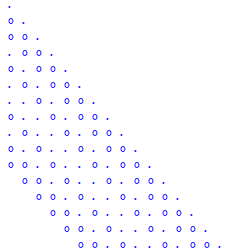 .
o .
o o .
. o o .
o . o o .
. o . o o .
. . o . o o .
o . . o . o o .
. o . . o . o o .
o . o . . o . o o .
o o . o . . o . o o .
o o . o . . o . o o .
o o . o . . o . o o .
o o . o . . o . o o .
o o . o . . o . o o .
o o . o . . o . o o .